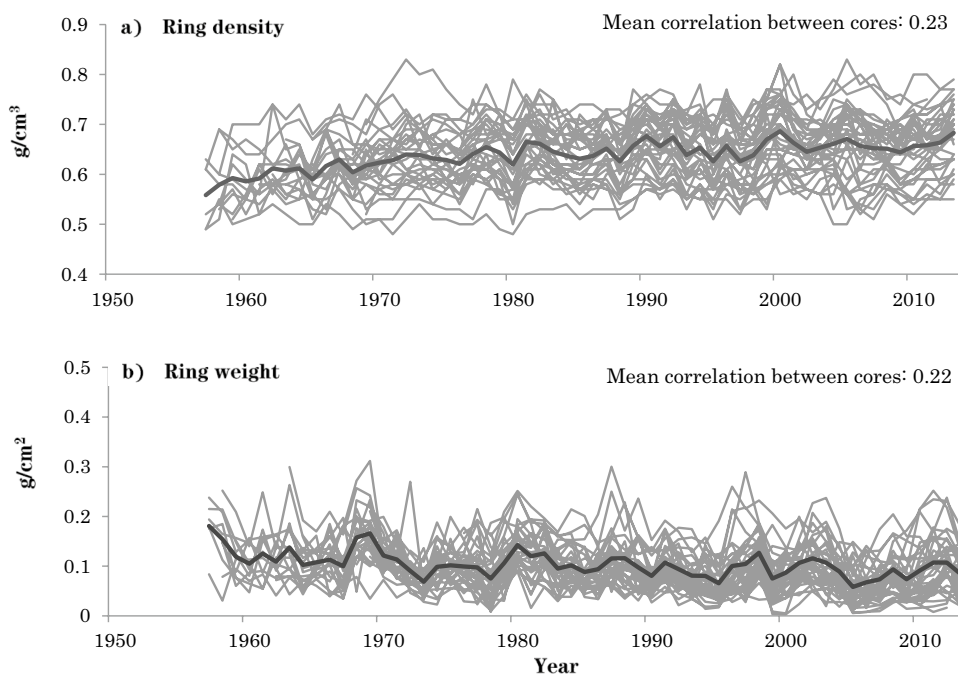 a) Ring density
Mean correlation between cores: 0.23
g/cm³
0.9
0.8
0.7
0.6
0.5
0.4
1950 1960 1970 1980 1990 2000 2010
b) Ring weight
Mean correlation between cores: 0.22
g/cm²
0.5
0.4
0.3
0.2
0.1
0
1950 1960 1970 1980 1990 2000 2010
Year